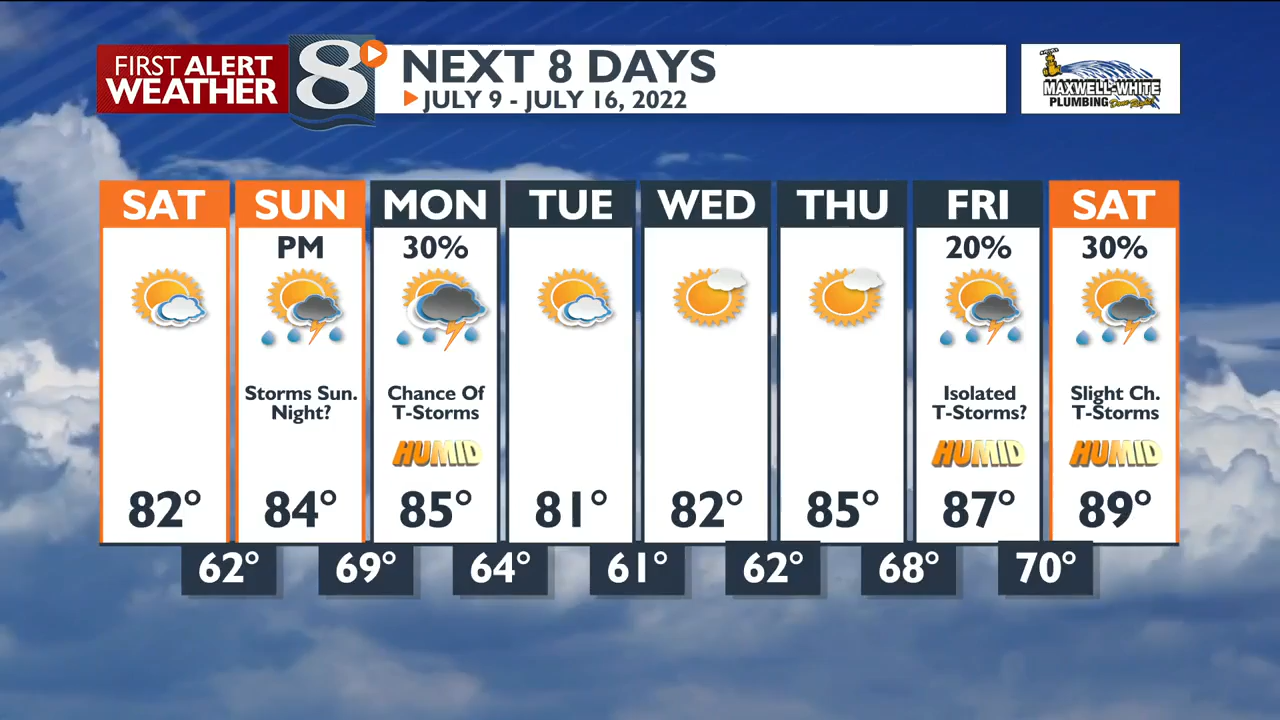 FIRST ALERT
WEATHER
8
NEXT 8 DAYS
JULY 9 - JULY 16, 2022
MAXWELL-WHITE
PLUMBING
SAT
SUN
MON
TUE
WED
THU
FRI
SAT
PM
30%
20%
30%
Storms Sun.
Night?
Chance Of
T-Storms
Isolated
T-Storms?
Slight Ch.
T-Storms
HUMID
HUMID
HUMID
82°
84°
85°
81°
82°
85°
87°
89°
62°
69°
64°
61°
62°
68°
70°